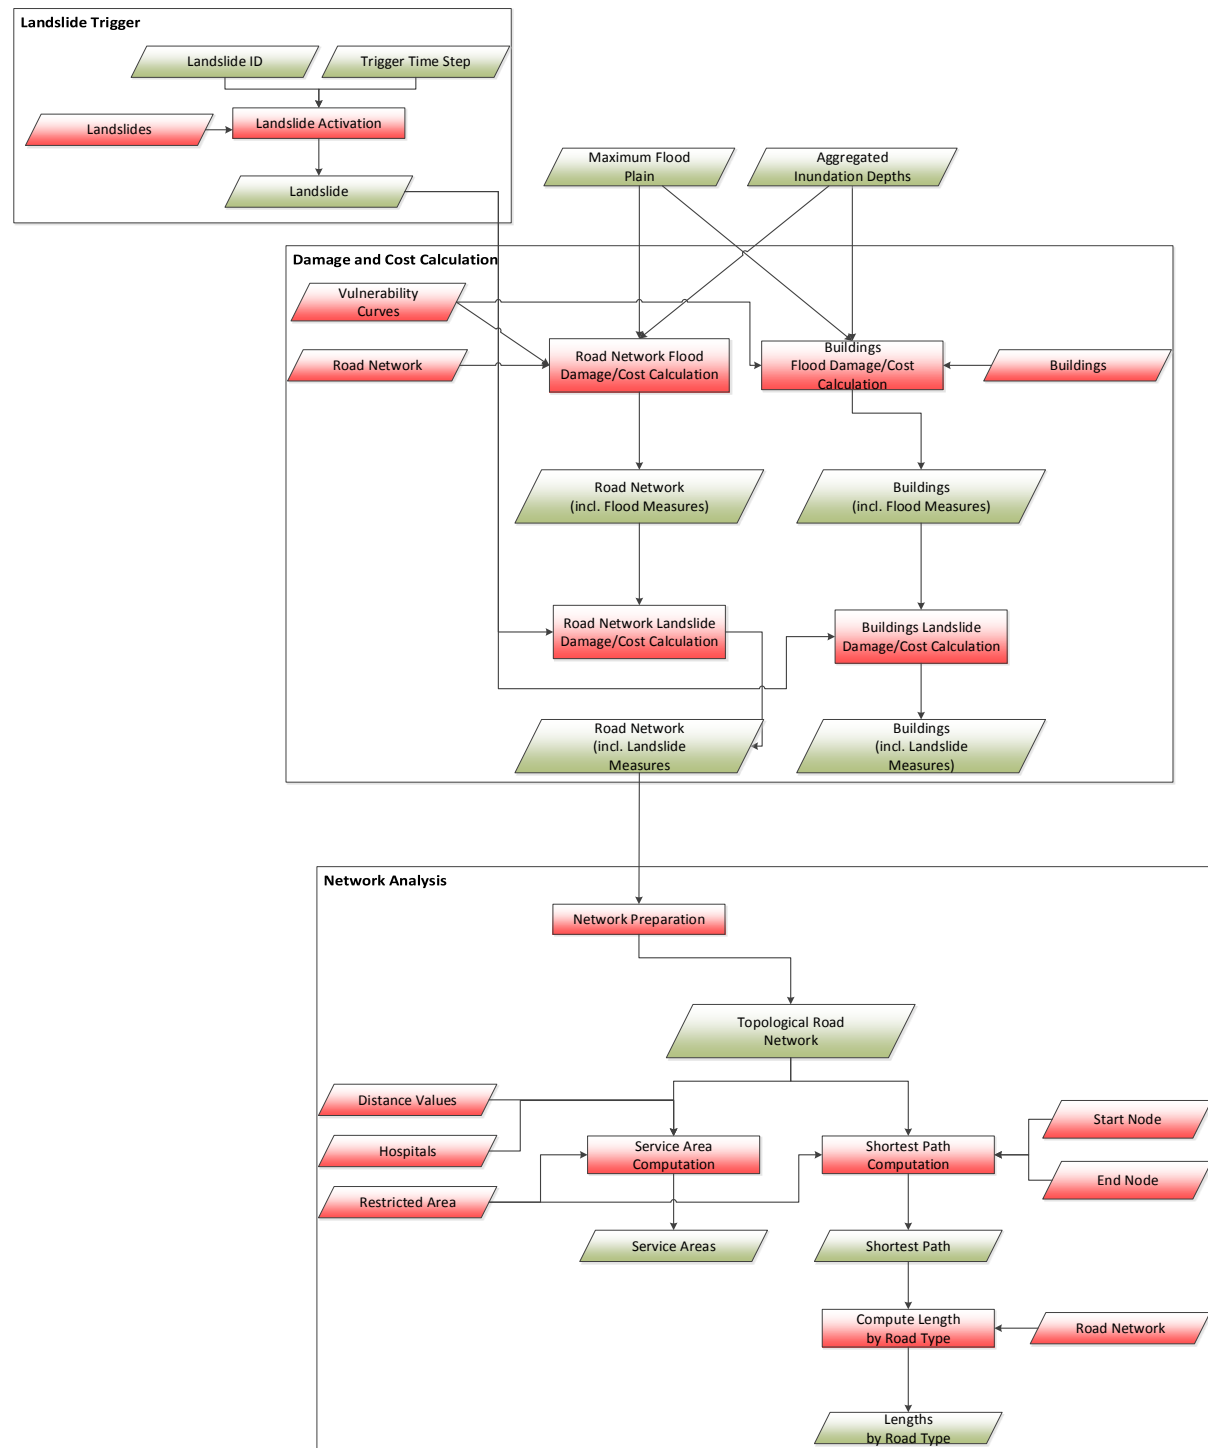 Landslide Trigger
Landslide ID
Trigger Time Step
Landslides
Landslide Activation
Landslide
Maximum Flood
Plain
Aggregated
Inundation Depths
Damage and Cost Calculation
Vulnerability
Curves
Road Network
Road Network Flood
Damage/Cost Calculation
Buildings
Flood Damage/Cost
Calculation
Buildings
Road Network
(incl. Flood Measures)
Buildings
(incl. Flood Measures)
Road Network Landslide
Damage/Cost Calculation
Buildings Landslide
Damage/Cost Calculation
Road Network
(incl. Landslide
Measures
Buildings
(incl. Landslide
Measures)
Network Analysis
Network Preparation
Topological Road
Network
Distance Values
Hospitals
Restricted Area
Service Area
Computation
Shortest Path
Computation
Start Node
End Node
Service Areas
Shortest Path
Compute Length
by Road Type
Road Network
Lengths
by Road Type